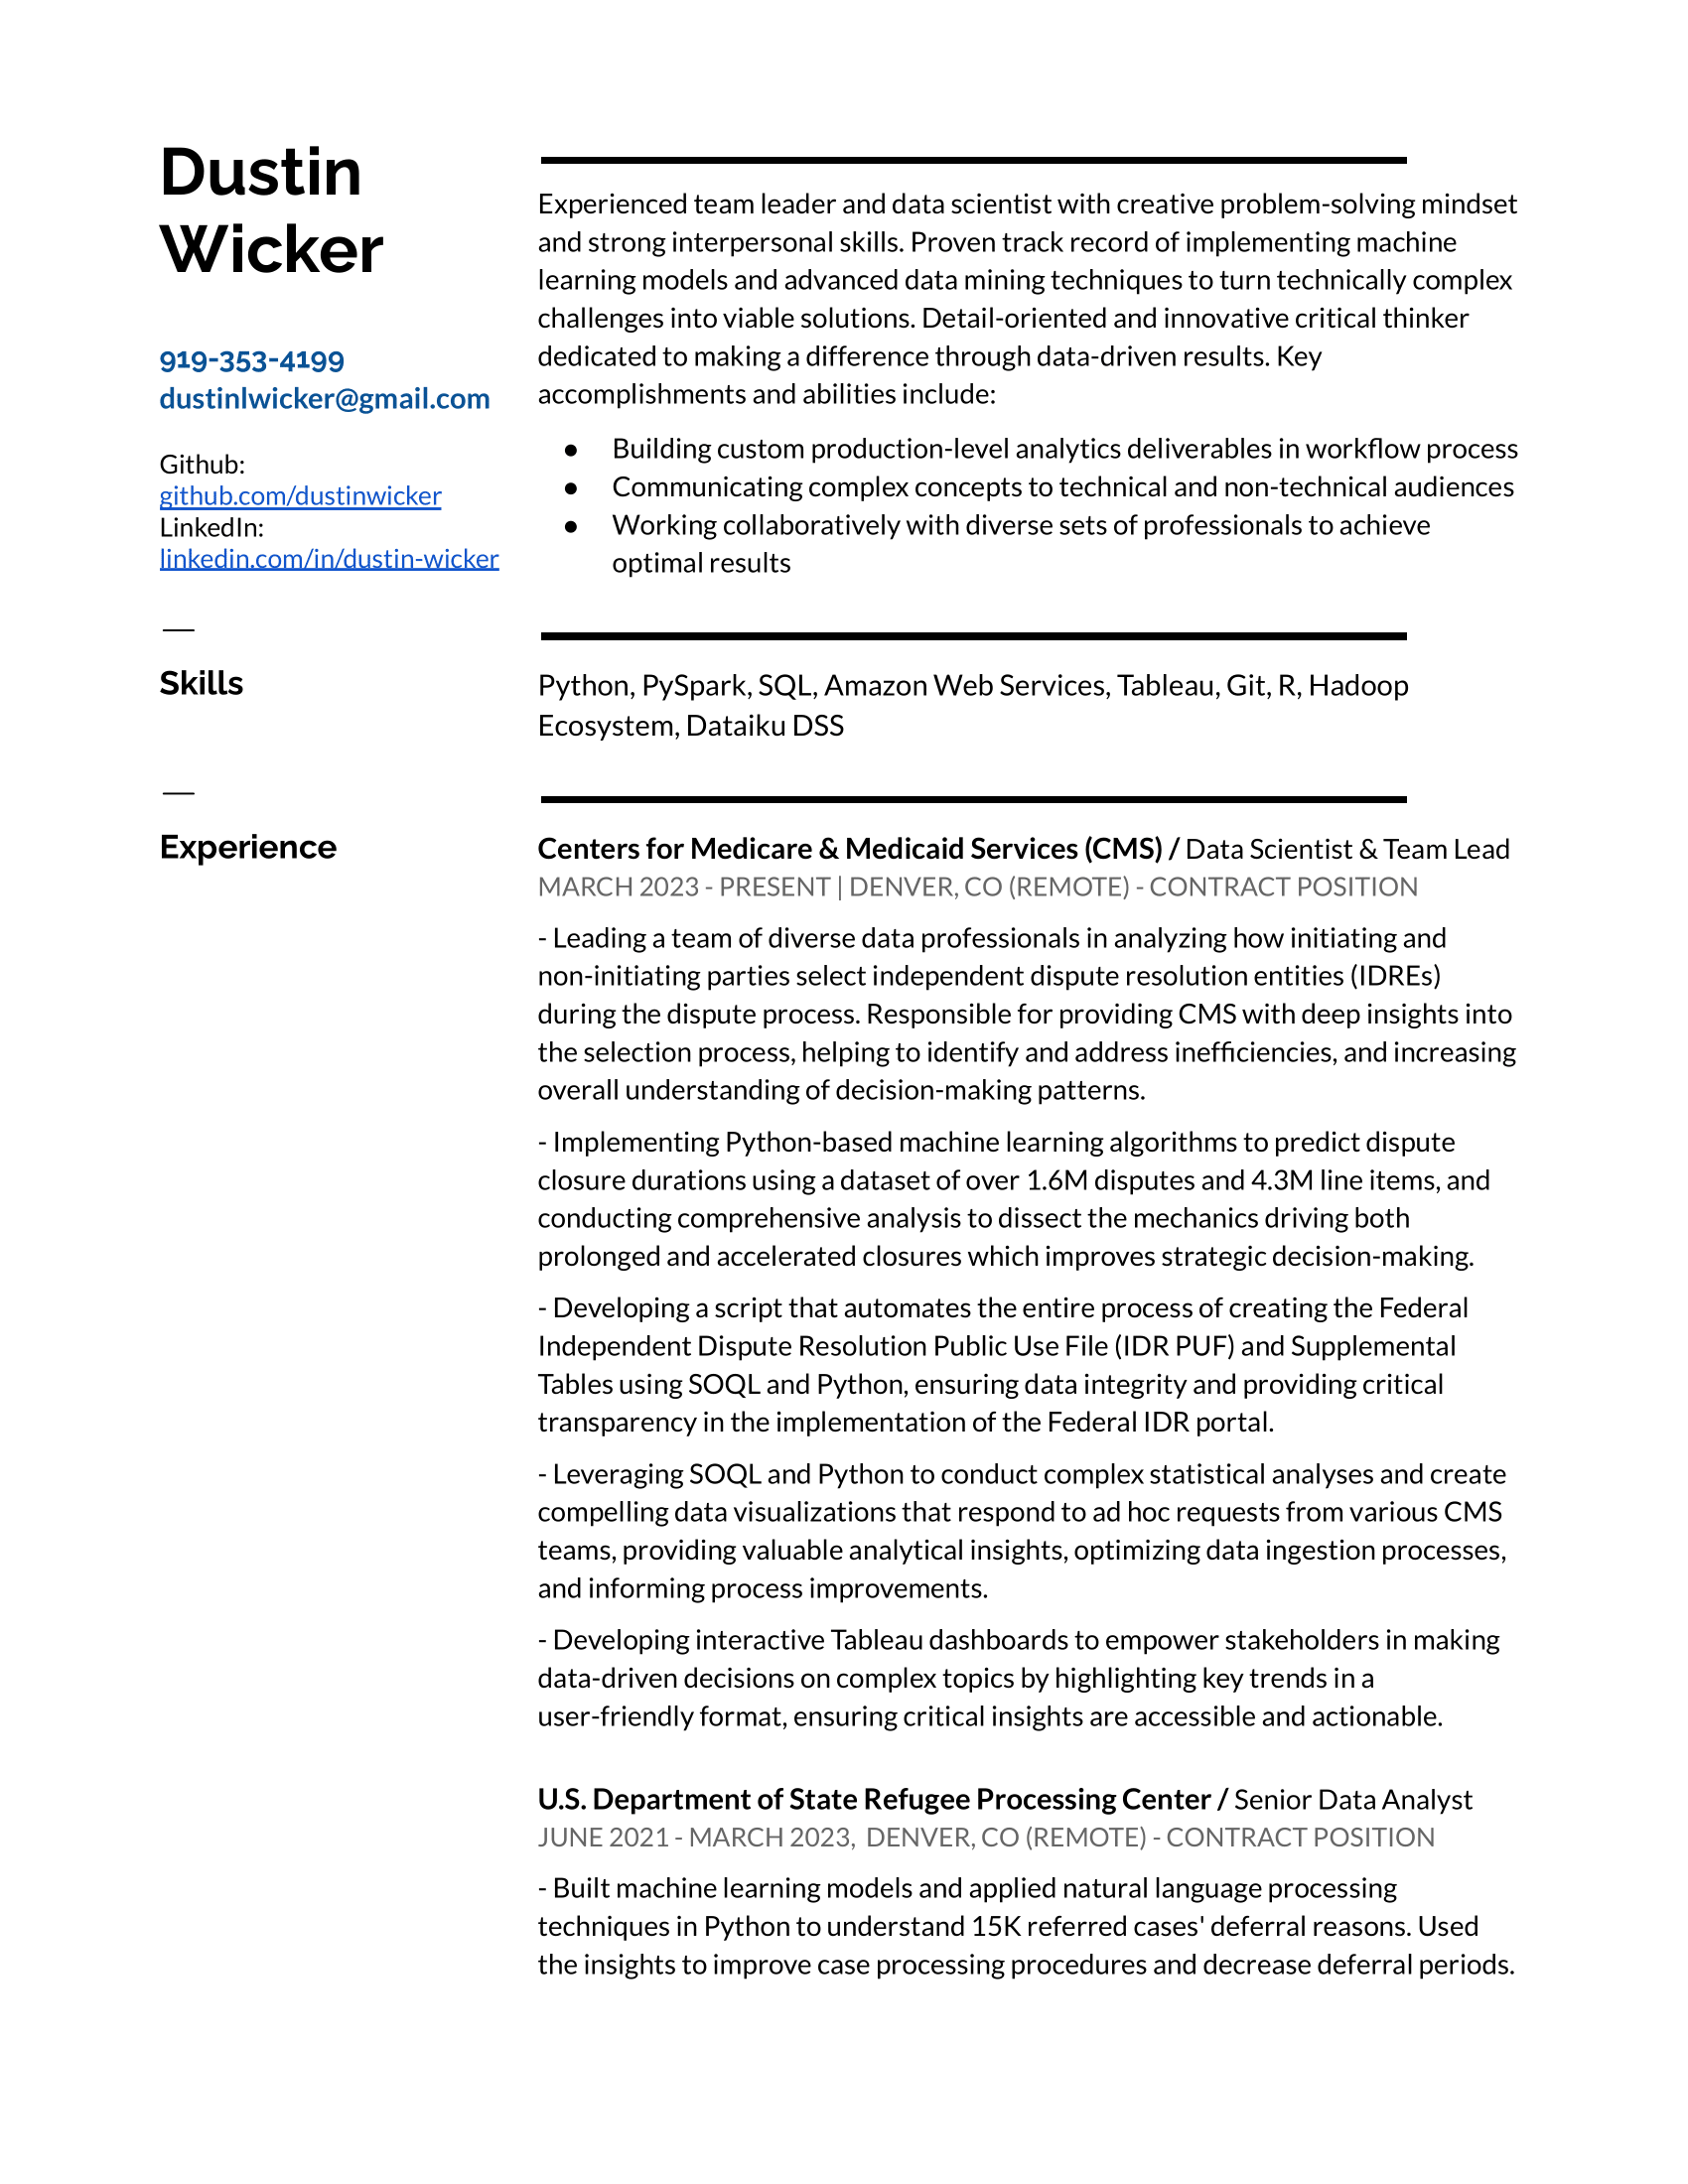 Dustin
Wicker
919-353-4199
dustinlwicker@gmail.com
Github:
github.com/dustinwicker
LinkedIn:
linkedin.com/in/dustin-wicker
Experienced team leader and data scientist with creative problem-solving mindset
and strong interpersonal skills. Proven track record of implementing machine
learning models and advanced data mining techniques to turn technically complex
challenges into viable solutions. Detail-oriented and innovative critical thinker
dedicated to making a difference through data-driven results. Key
accomplishments and abilities include:
● Building custom production-level analytics deliverables in workflow process
● Communicating complex concepts to technical and non-technical audiences
● Working collaboratively with diverse sets of professionals to achieve
optimal results
—
Skills
Python, PySpark, SQL, Amazon Web Services, Tableau, Git, R, Hadoop
Ecosystem, Dataiku DSS
—
Experience
Centers for Medicare & Medicaid Services (CMS) / Data Scientist & Team Lead
MARCH 2023 - PRESENT | DENVER, CO (REMOTE) - CONTRACT POSITION
- Leading a team of diverse data professionals in analyzing how initiating and
non-initiating parties select independent dispute resolution entities (IDREs)
during the dispute process. Responsible for providing CMS with deep insights into
the selection process, helping to identify and address inefficiencies, and increasing
overall understanding of decision-making patterns.
- Implementing Python-based machine learning algorithms to predict dispute
closure durations using a dataset of over 1.6M disputes and 4.3M line items, and
conducting comprehensive analysis to dissect the mechanics driving both
prolonged and accelerated closures which improves strategic decision-making.
- Developing a script that automates the entire process of creating the Federal
Independent Dispute Resolution Public Use File (IDR PUF) and Supplemental
Tables using SOQL and Python, ensuring data integrity and providing critical
transparency in the implementation of the Federal IDR portal.
- Leveraging SOQL and Python to conduct complex statistical analyses and create
compelling data visualizations that respond to ad hoc requests from various CMS
teams, providing valuable analytical insights, optimizing data ingestion processes,
and informing process improvements.
- Developing interactive Tableau dashboards to empower stakeholders in making
data-driven decisions on complex topics by highlighting key trends in a
user-friendly format, ensuring critical insights are accessible and actionable.
U.S. Department of State Refugee Processing Center / Senior Data Analyst
JUNE 2021 - MARCH 2023, DENVER, CO (REMOTE) - CONTRACT POSITION
- Built machine learning models and applied natural language processing
techniques in Python to understand 15K referred cases' deferral reasons. Used
the insights to improve case processing procedures and decrease deferral periods.